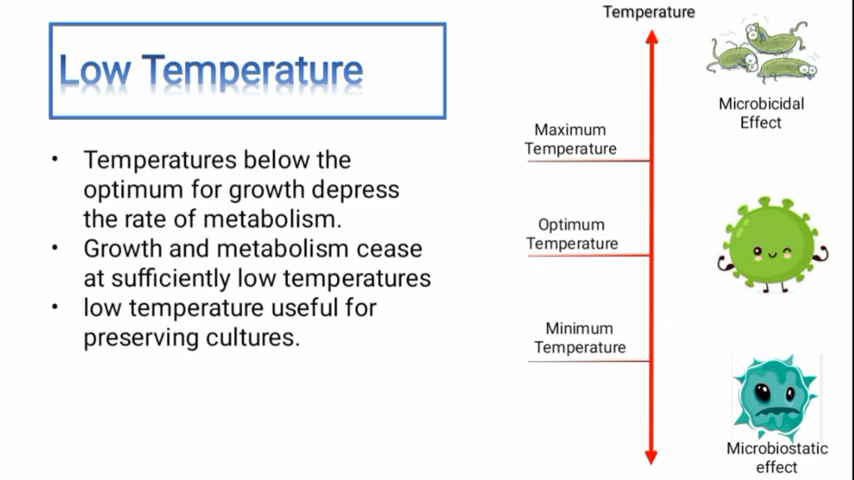 Low Temperature
• Temperatures below the
optimum for growth depress
the rate of metabolism.
• Growth and metabolism cease
at sufficiently low temperatures
• low temperature useful for
preserving cultures.
Temperature
Maximum
Temperature
Optimum
Temperature
Minimum
Temperature
Microbicidal
Effect
Microbiostatic
effect